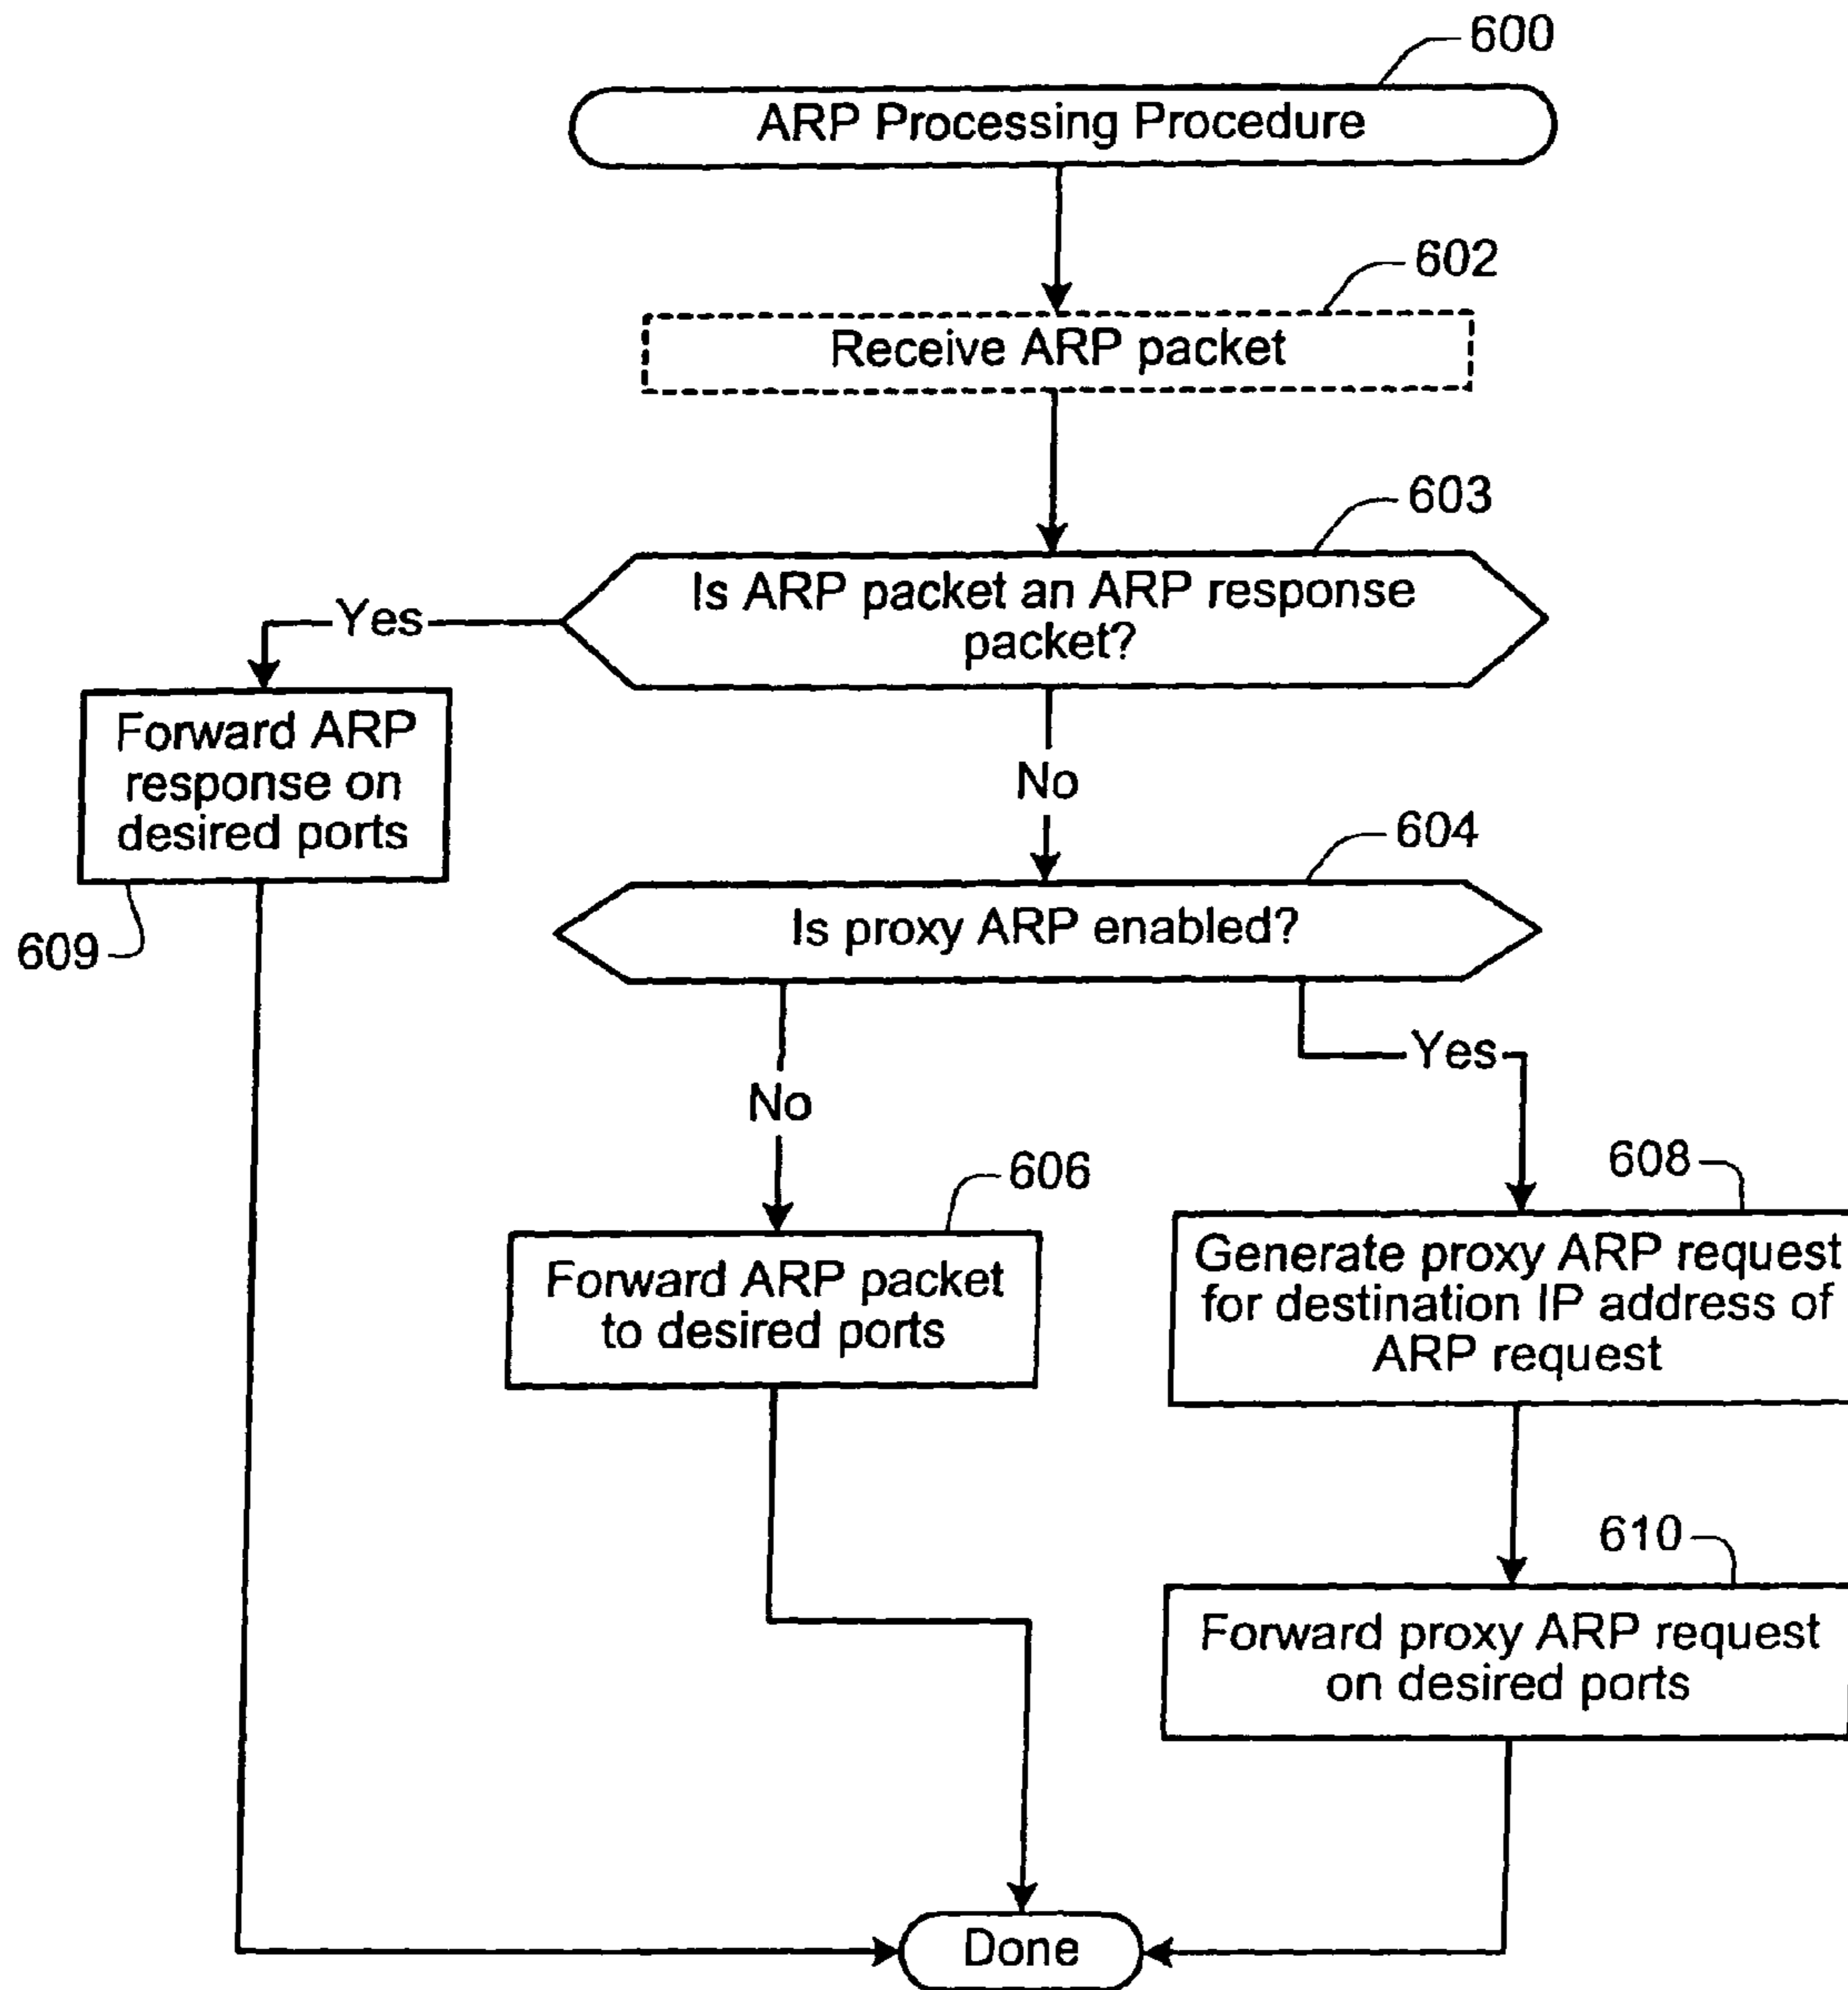 600
ARP Processing Procedure
602
Receive ARP packet
603
Is ARP packet an ARP response
packet?
Yes
Forward ARP
response on
desired ports
609
No
604
Is proxy ARP enabled?
No
Yes
606
Forward ARP packet
to desired ports
608
Generate proxy ARP request
for destination IP address of
ARP request
610
Forward proxy ARP request
on desired ports
Done